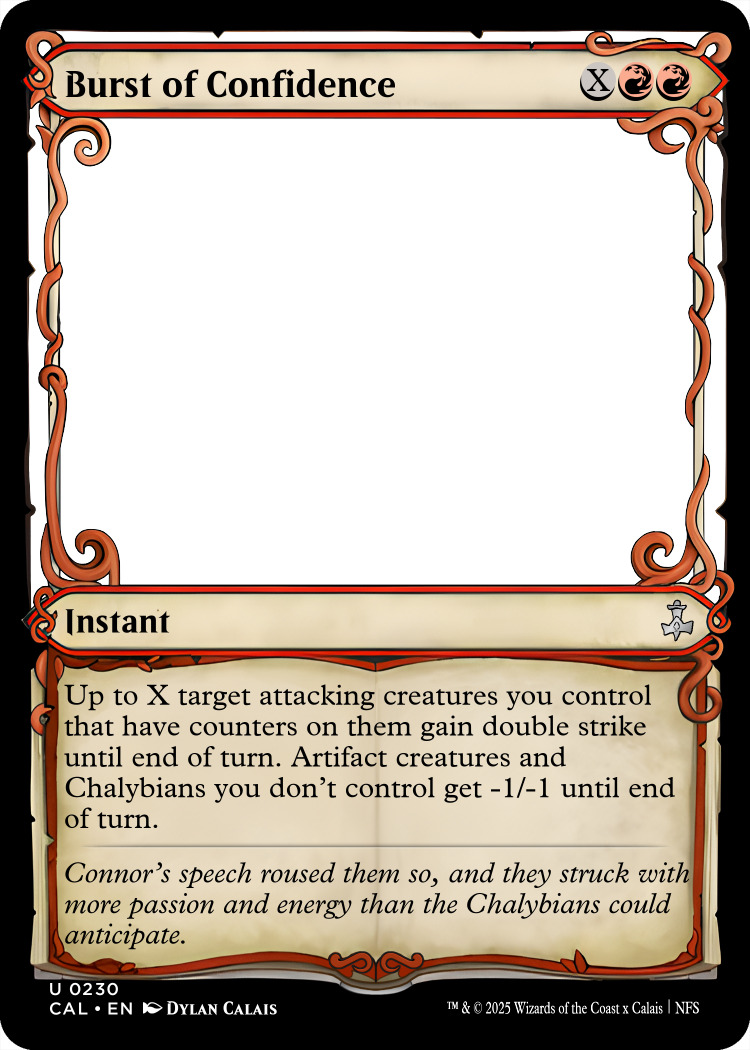 Burst of Confidence X
Instant
Up to X target attacking creatures you control
that have counters on them gain double strike
until end of turn. Artifact creatures and
Chalybians you don’t control get -1/-1 until end
of turn.
Connor’s speech roused them so, and they struck with
more passion and energy than the Chalybians could
anticipate.
U 0230
CAL • EN DYLAN CALAIS
™ & © 2025 Wizards of the Coast x Calais | NFS